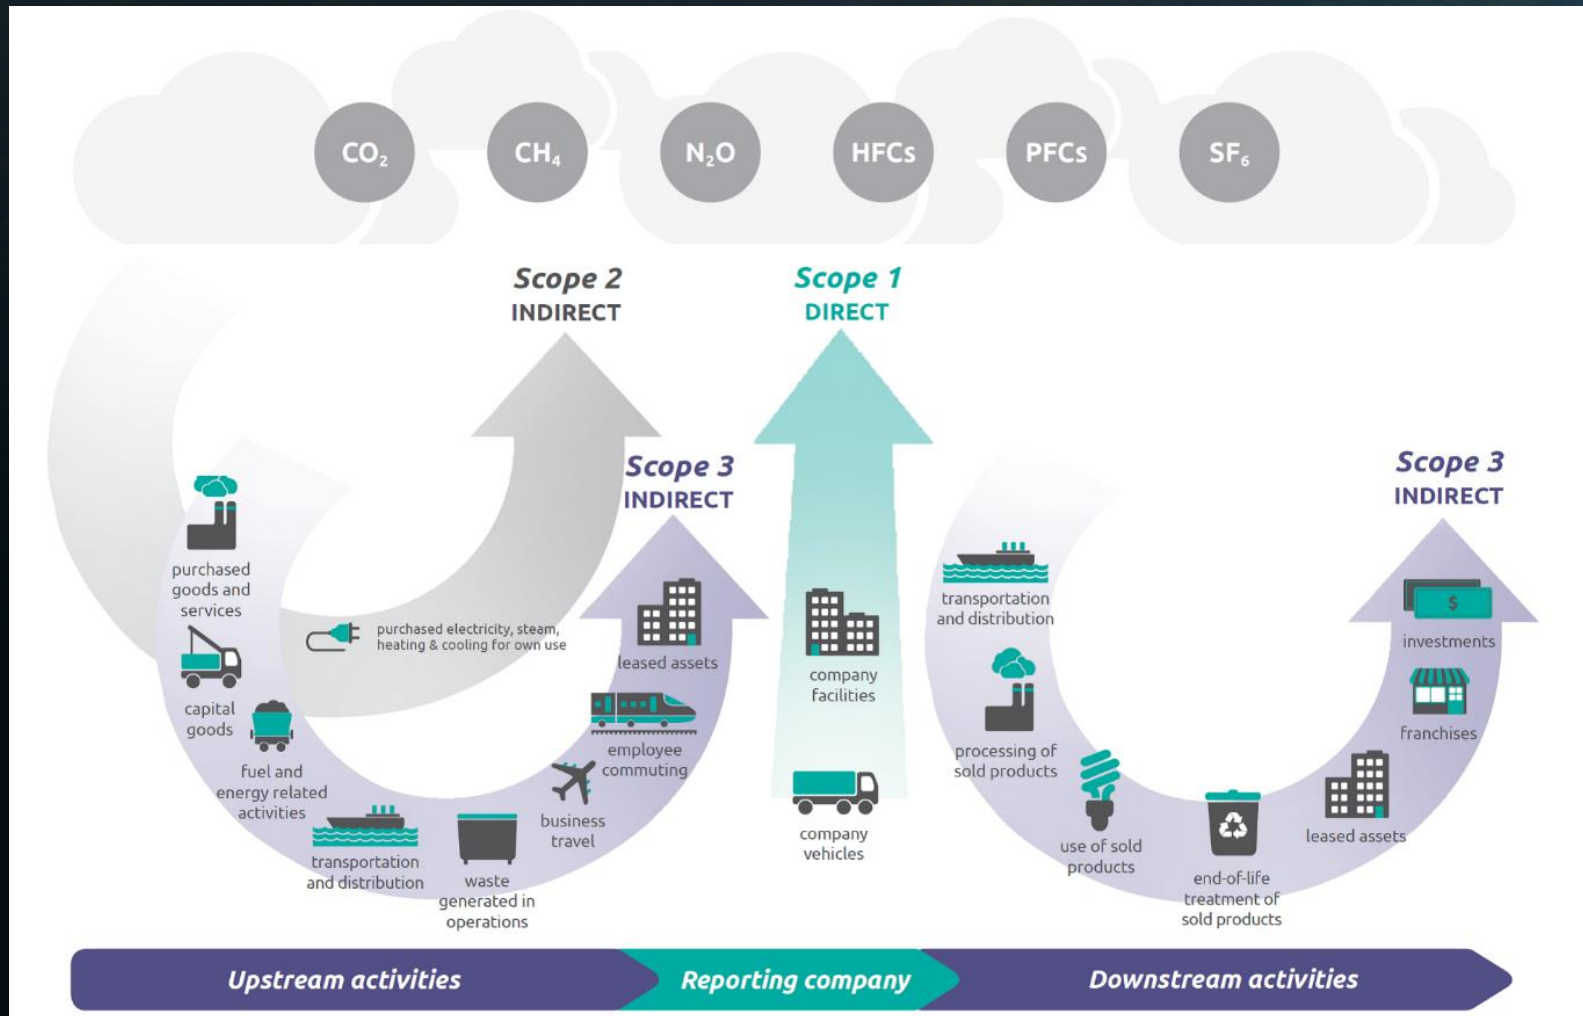 CO₂
CH₄
N₂O
HFCs
PFCs
SF₆
Scope 2
INDIRECT
Scope 1
DIRECT
Scope 3
INDIRECT
Scope 3
INDIRECT
purchased
goods and
services
purchased electricity, steam,
heating & cooling for own use
capital
goods
fuel and
energy related
activities
transportation
and distribution
waste
generated in
operations
business
travel
employee
commuting
leased assets
company
facilities
company
vehicles
transportation
and distribution
processing of
sold products
use of sold
products
end-of-life
treatment of
sold products
leased assets
franchises
$
investments
Upstream activities
Reporting company
Downstream activities